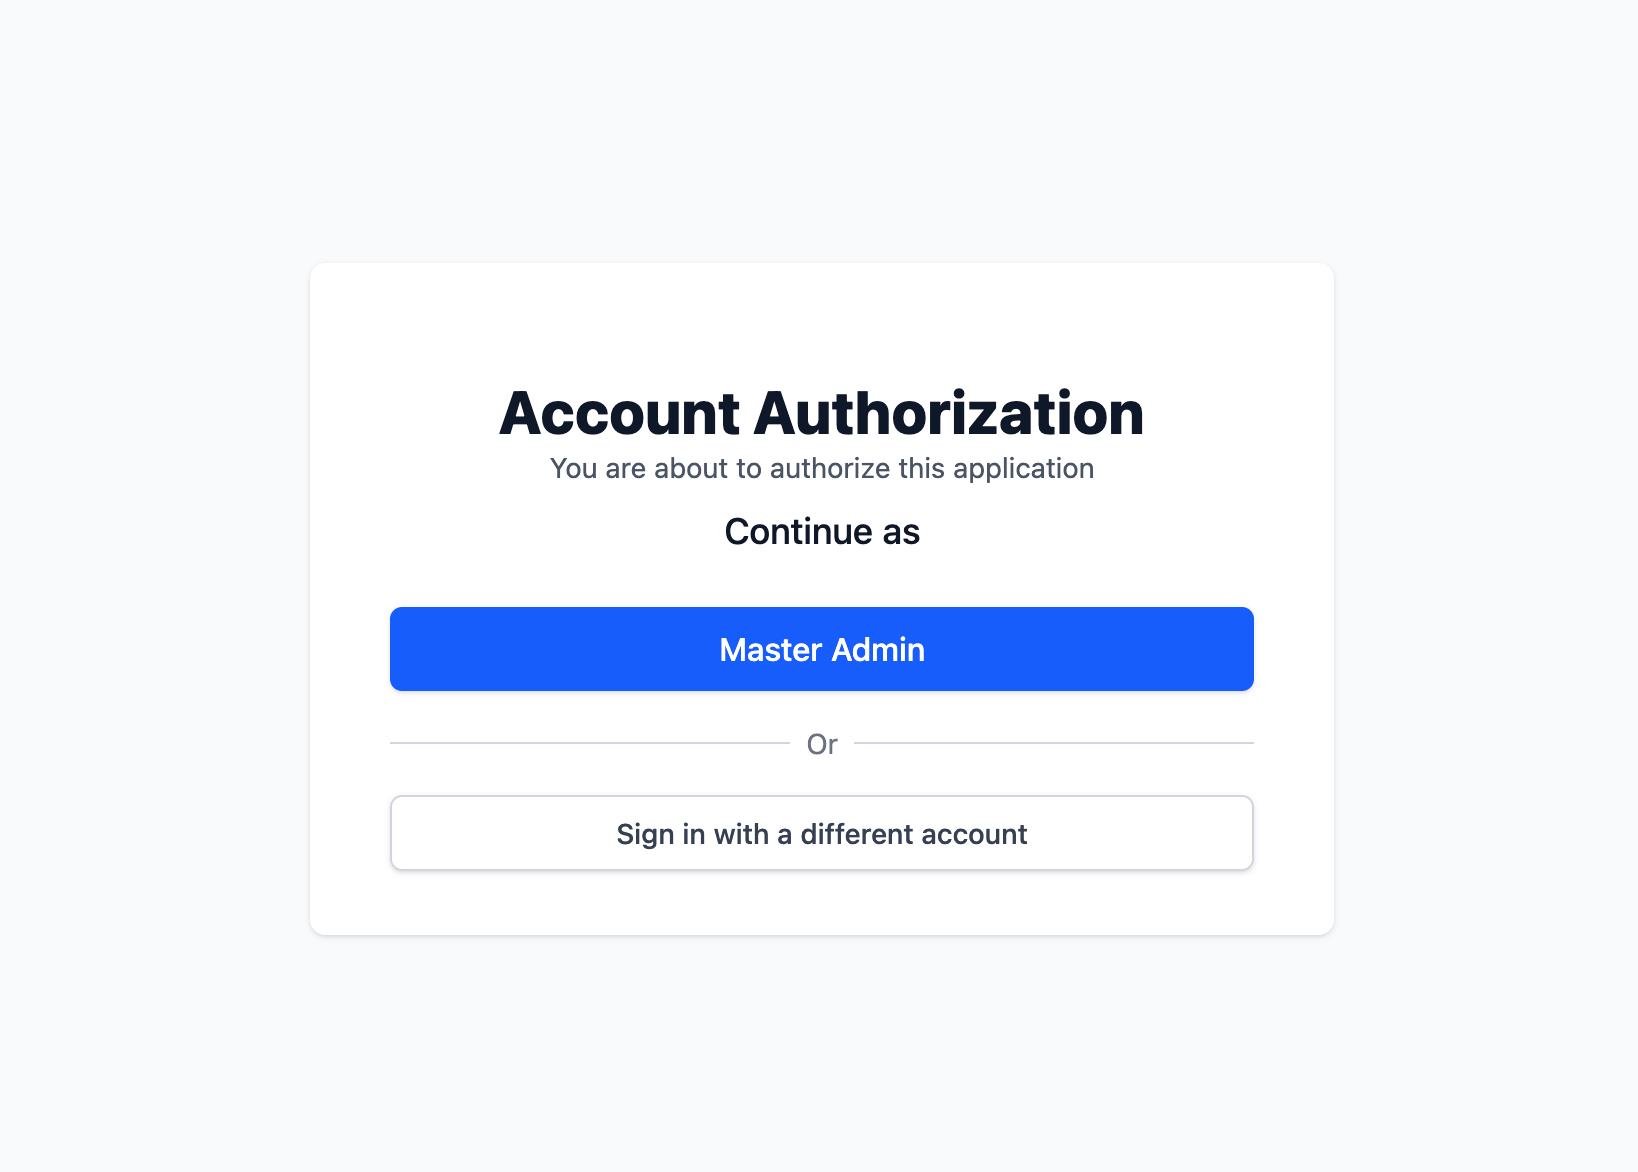 Account Authorization
You are about to authorize this application
Continue as
Master Admin
Or
Sign in with a different account